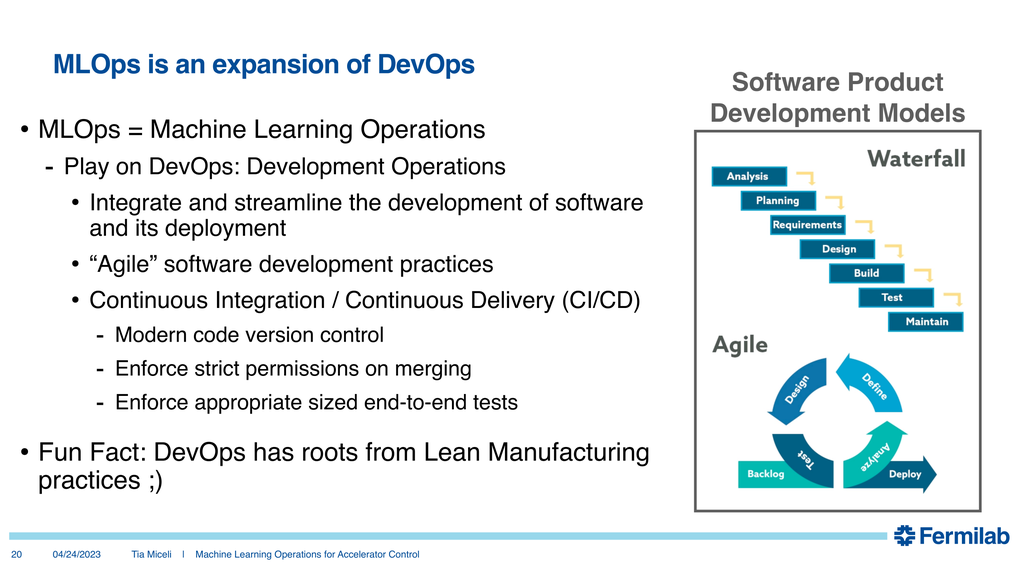 MLOps is an expansion of DevOps
• MLOps = Machine Learning Operations
- Play on DevOps: Development Operations
• Integrate and streamline the development of software
and its deployment
• “Agile” software development practices
• Continuous Integration / Continuous Delivery (CI/CD)
- Modern code version control
- Enforce strict permissions on merging
- Enforce appropriate sized end-to-end tests
• Fun Fact: DevOps has roots from Lean Manufacturing
practices ;)
Software Product
Development Models
Waterfall
Analysis
Planning
Requirements
Design
Build
Test
Maintain
Agile
Design
Define
Test
Analyze
Backlog
Deploy
Fermilab
20 04/24/2023 Tia Miceli | Machine Learning Operations for Accelerator Control